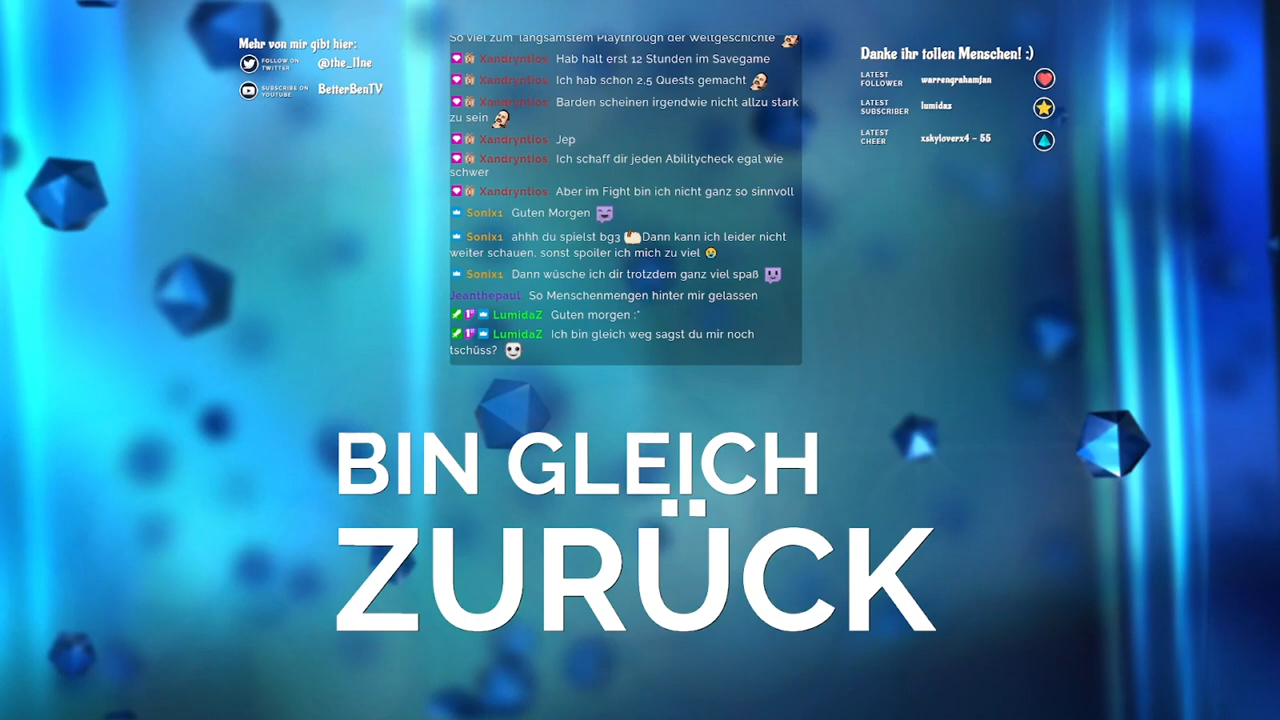 Mehr von mir gibt hier:
FOLLOW ON
TWITTER
@the_11ne
SUBSCRIBE ON
YOUTUBE
BetterBenTV
So viel zum langsamstem Playthrough der Weltgeschichte
Xandryntios Hab halt erst 12 Stunden im Savegame
Xandryntios Ich hab schon 2.5 Quests gemacht
Xandryntios Barden scheinen irgendwie nicht allzu stark
zu sein
Xandryntios Jep
Xandryntios Ich schaff dir jeden Abilitycheck egal wie
schwer
Xandryntios Aber im Fight bin ich nicht ganz so sinnvoll
Sonix1 Guten Morgen
Sonix1 ahhh du spielst bg3 Dann kann ich leider nicht
weiter schauen, sonst spoiler ich mich zu viel
Sonix1 Dann wüsche ich dir trotzdem ganz viel spaß
Jeanthepaul So Menschenmengen hinter mir gelassen
LumidaZ Guten morgen :*
LumidaZ Ich bin gleich weg sagst du mir noch
tschüss?
Danke ihr tollen Menschen! :)
LATEST
FOLLOWER
warrengrahamfan
LATEST
SUBSCRIBER
lumidaz
LATEST
CHEER
xskyloverx4 - 55
BIN GLEICH
ZURÜCK